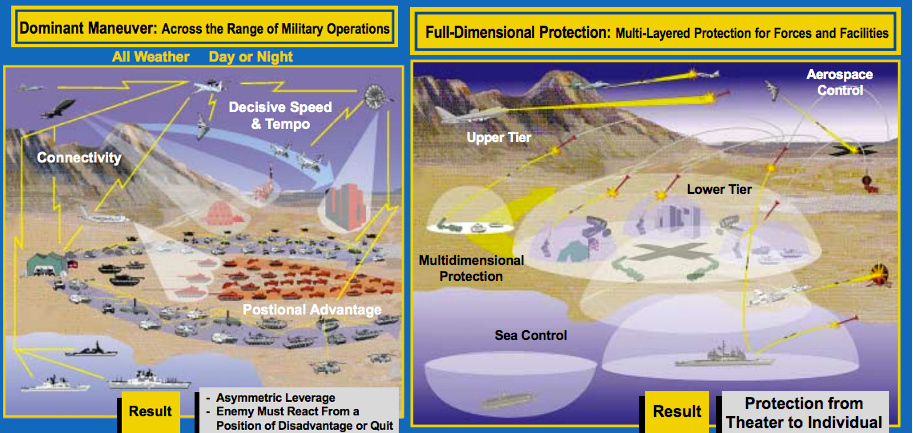 Dominant Maneuver: Across the Range of Military Operations
All Weather Day or Night
Decisive Speed
& Tempo
Connectivity
Postional Advantage
Result
- Asymmetric Leverage
- Enemy Must React From a
Position of Disadvantage or Quit
Full-Dimensional Protection: Multi-Layered Protection for Forces and Facilities
Aerospace
Control
Upper Tier
Lower Tier
Multidimensional
Protection
Sea Control
Result
Protection from
Theater to Individual